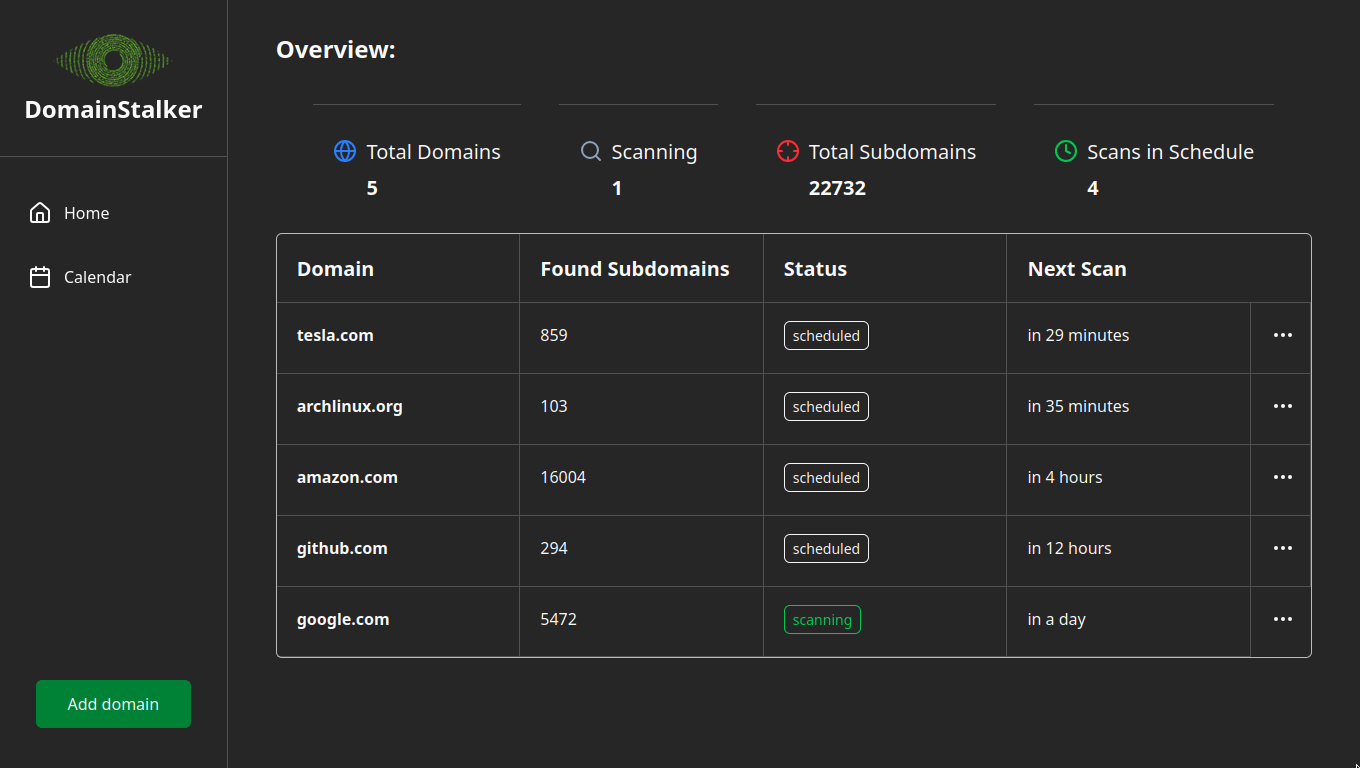 DomainStalker
Home
Calendar
Add domain
Overview:
Total Domains
5
Scanning
1
Total Subdomains
22732
Scans in Schedule
4
Domain Found Subdomains Status Next Scan
tesla.com 859 scheduled in 29 minutes
archlinux.org 103 scheduled in 35 minutes
amazon.com 16004 scheduled in 4 hours
github.com 294 scheduled in 12 hours
google.com 5472 scanning in a day